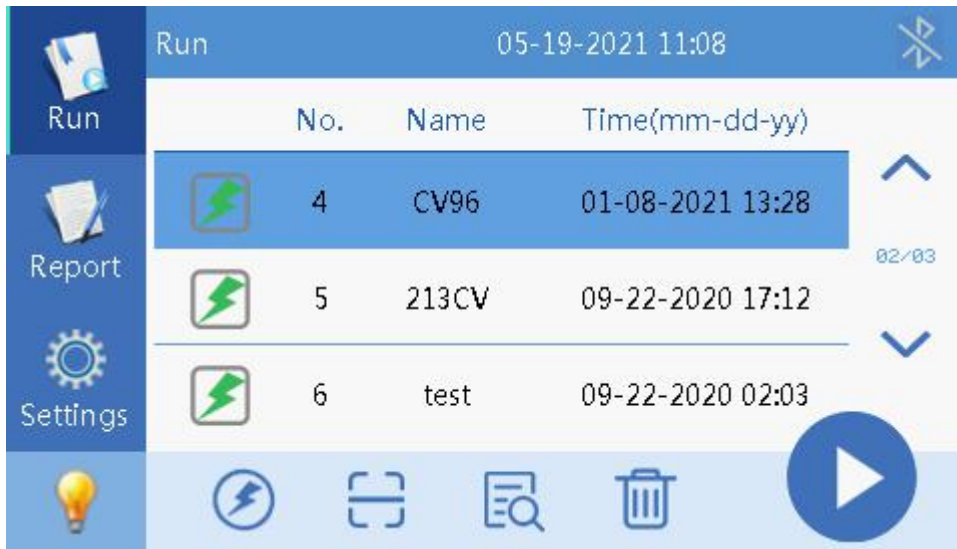 Run 05-19-2021 11:08
Run
No. Name Time(mm-dd-yy)
4 CV96 01-08-2021 13:28
02/03
Report
5 213CV 09-22-2020 17:12
6 test 09-22-2020 02:03
Settings